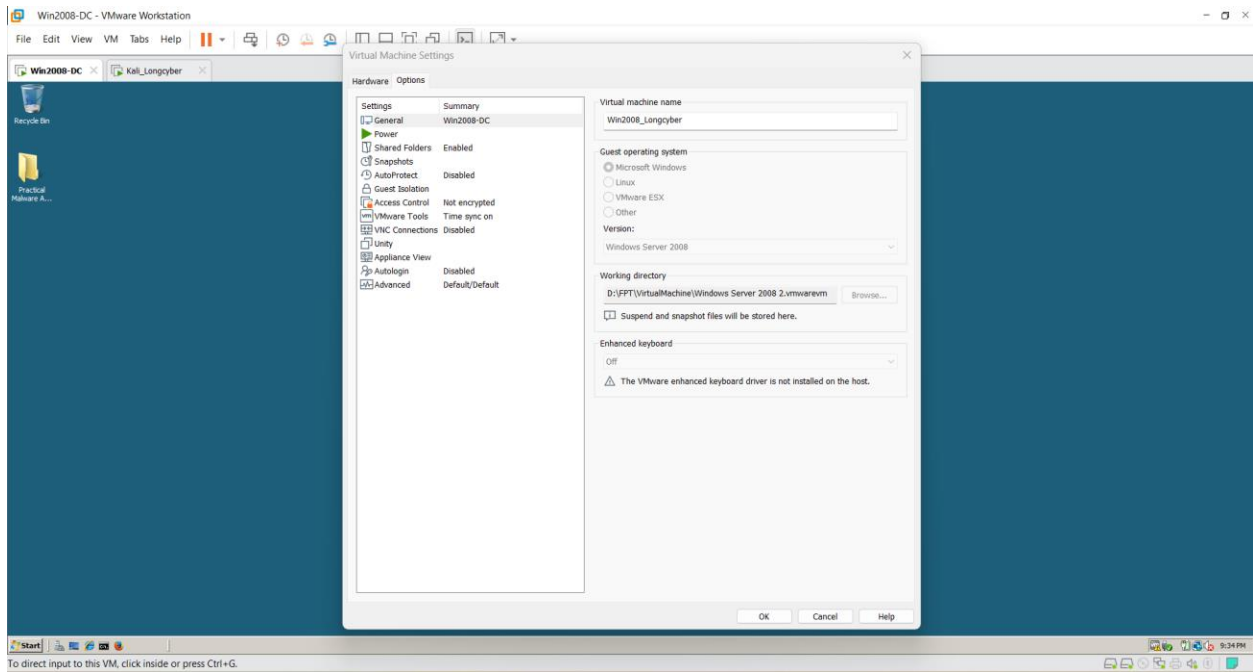 Win2008-DC - VMware Workstation
File Edit View VM Tabs Help
Win2008-DC
Kali_Longcyber
Recycle Bin
Practical
Malware A...
Virtual Machine Settings
Hardware Options
Settings Summary
General Win2008-DC
Power
Shared Folders Enabled
Snapshots
AutoProtect Disabled
Guest Isolation
Access Control Not encrypted
VMware Tools Time sync on
VNC Connections Disabled
Unity
Appliance View
Autologin Disabled
Advanced Default/Default
Virtual machine name
Win2008_Longcyber
Guest operating system
Microsoft Windows
Linux
VMware ESX
Other
Version:
Windows Server 2008
Working directory
D:\FPT\VirtualMachine\Windows Server 2008 2.vmwarevm
Browse...
Suspend and snapshot files will be stored here.
Enhanced keyboard
Off
The VMware enhanced keyboard driver is not installed on the host.
OK Cancel Help
Start
9:34 PM
To direct input to this VM, click inside or press Ctrl+G.